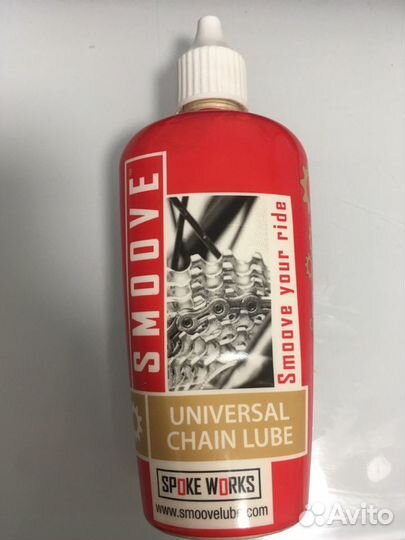 SMOOVE
Smoove your ride
UNIVERSAL
CHAIN LUBE
SPOKE WORKS
www.smoovelube.com
Avito